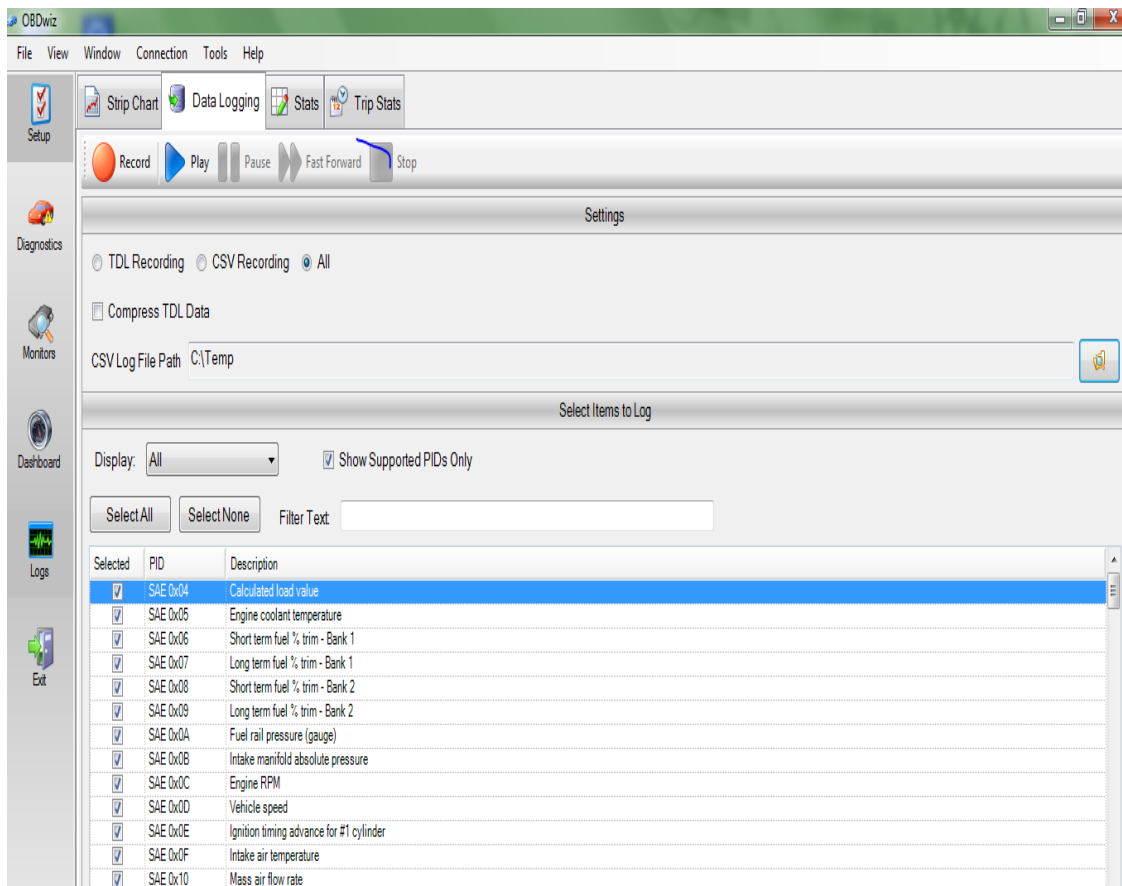 OBDwiz
File View Window Connection Tools Help
Setup
Diagnostics
Monitors
Dashboard
Logs
Exit
Strip Chart Data Logging Stats 12 Trip Stats
Record Play Pause Fast Forward Stop
Settings
TDL Recording CSV Recording All
Compress TDL Data
CSV Log File Path C:\Temp
Select Items to Log
Display: All Show Supported PIDs Only
Select All Select None Filter Text:
Selected PID Description
SAE 0x04 Calculated load value
SAE 0x05 Engine coolant temperature
SAE 0x06 Short term fuel % trim - Bank 1
SAE 0x07 Long term fuel % trim - Bank 1
SAE 0x08 Short term fuel % trim - Bank 2
SAE 0x09 Long term fuel % trim - Bank 2
SAE 0x0A Fuel rail pressure (gauge)
SAE 0x0B Intake manifold absolute pressure
SAE 0x0C Engine RPM
SAE 0x0D Vehicle speed
SAE 0x0E Ignition timing advance for #1 cylinder
SAE 0x0F Intake air temperature
SAE 0x10 Mass air flow rate